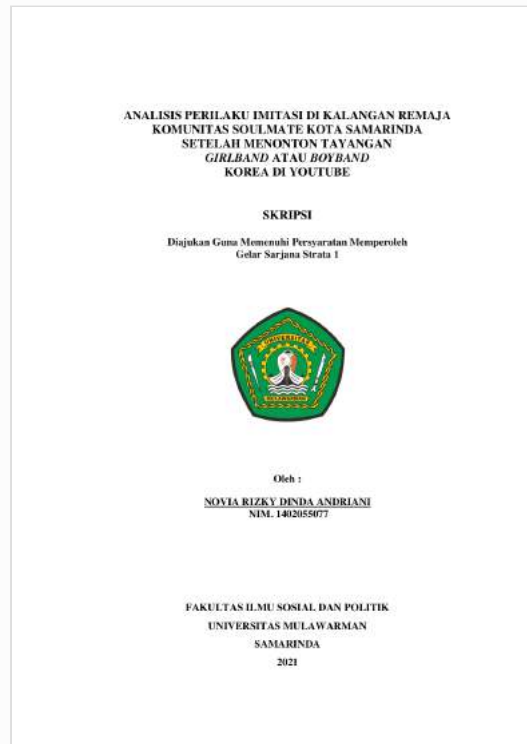 ANALISIS PERILAKU IMITASI DI KALANGAN REMAJA
KOMUNITAS SOULMATE KOTA SAMARINDA
SETELAH MENONTON TAYANGAN
GIRLBAND ATAU BOYBAND
KOREA DI YOUTUBE
SKRIPSI
Diajukan Guna Memenuhi Persyaratan Memperoleh
Gelar Sarjana Strata 1
UNIVERSITAS
MULAWARMAN
Oleh :
NOVIA RIZKY DINDA ANDRIANI
NIM. 1402055077
FAKULTAS ILMU SOSIAL DAN POLITIK
UNIVERSITAS MULAWARMAN
SAMARINDA
2021